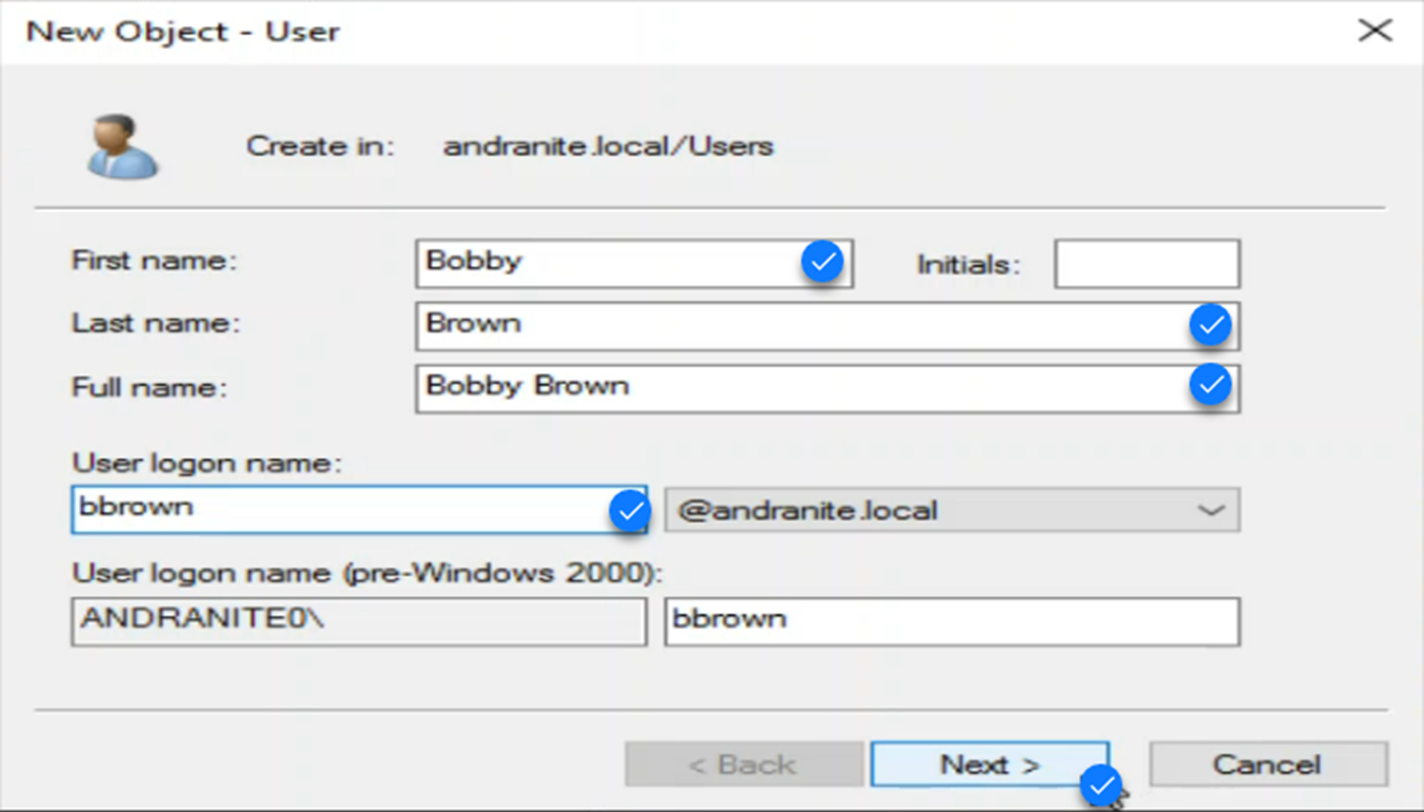 New Object - User
Create in: andranite.local/Users
First name: Bobby Initials:
Last name: Brown
Full name: Bobby Brown
User logon name:
bbrown @andranite.local
User logon name (pre-Windows 2000):
ANDRANITE0\ bbrown
< Back Next > Cancel